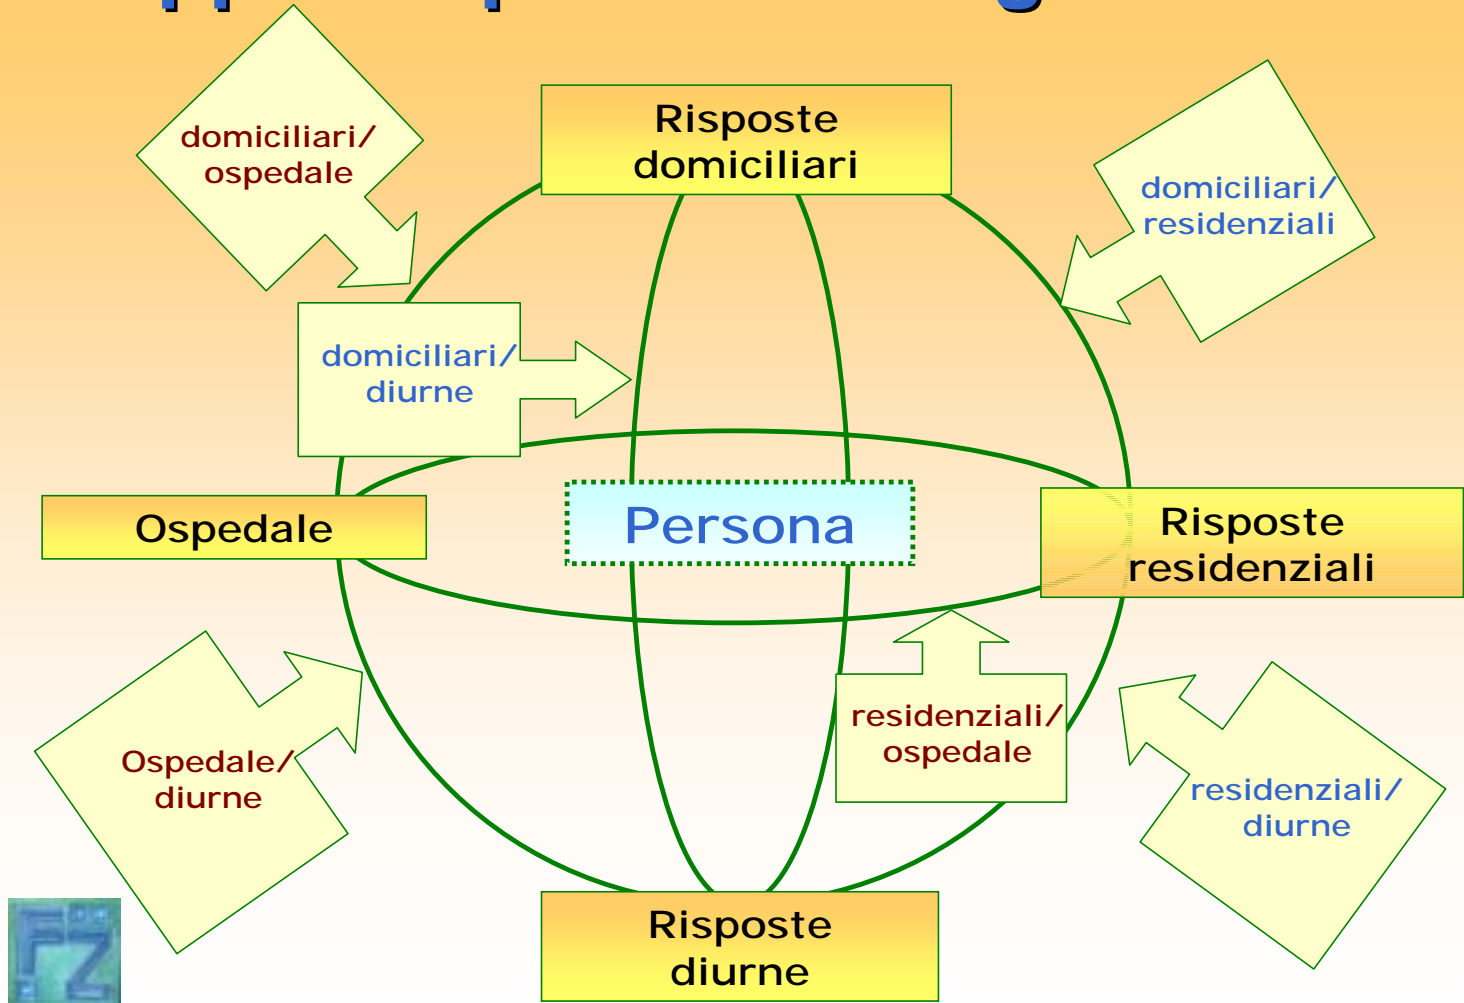 Risposte
domiciliari
domiciliari/
ospedale
domiciliari/
residenziali
domiciliari/
diurne
Ospedale
Persona
Risposte
residenziali
residenziali/
ospedale
Ospedale/
diurne
residenziali/
diurne
Risposte
diurne
FZ